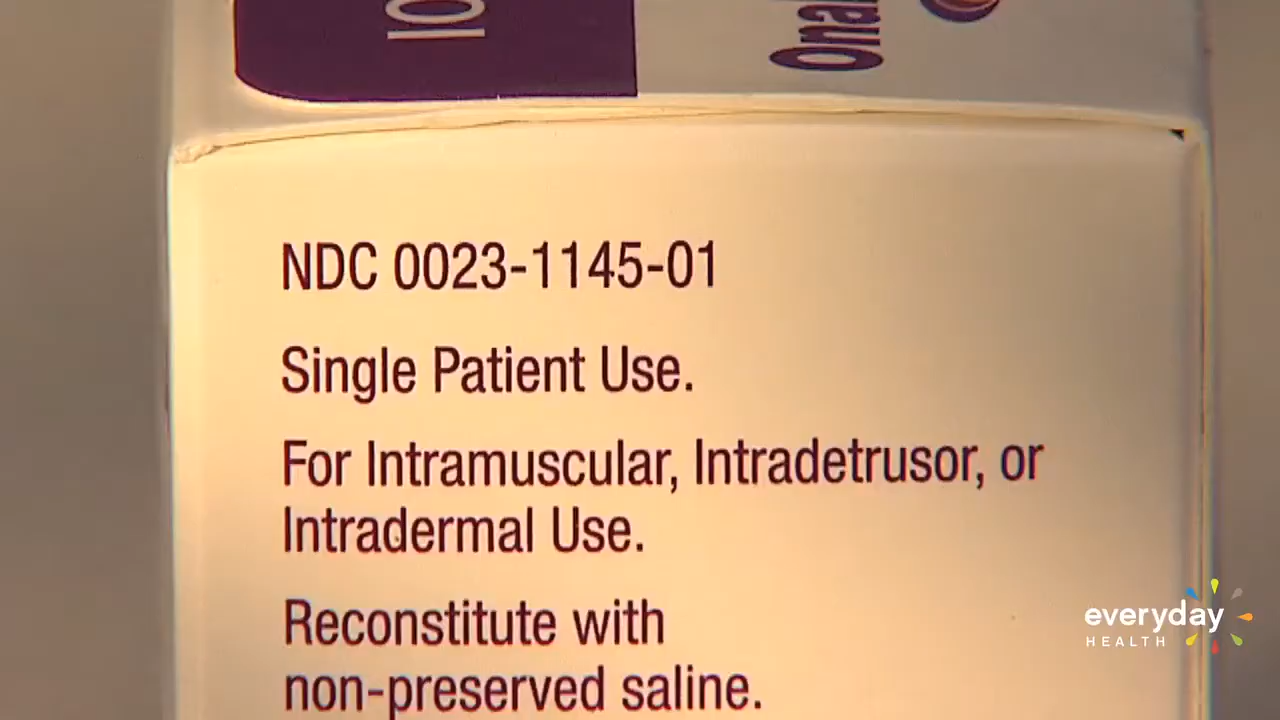 NDC 0023-1145-01
Single Patient Use.
For Intramuscular, Intradetrusor, or
Intradermal Use.
Reconstitute with
non-preserved saline.
everyday
HEALTH